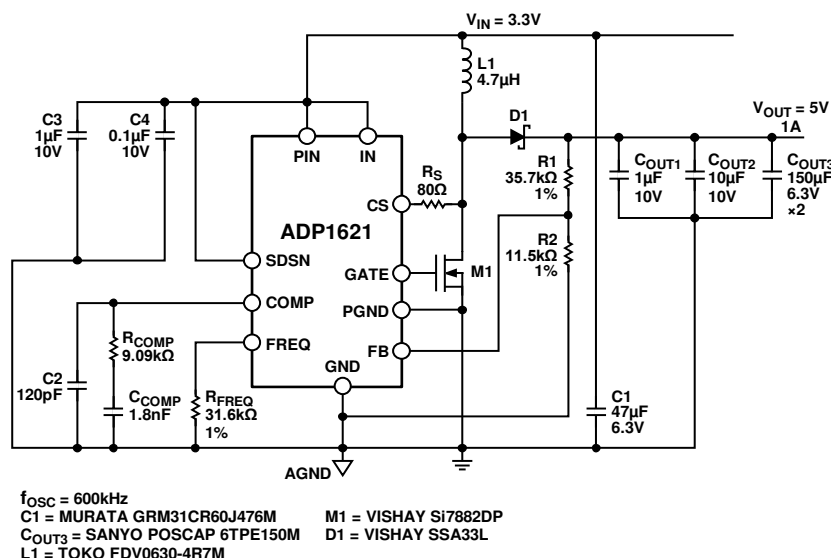 VIN = 3.3V
L1
4.7µH
C3
1µF
10V
C4
0.1µF
10V
D1
VOUT = 5V
1A
PIN
IN
RS
80Ω
R1
35.7kΩ
1%
COUT1
1µF
10V
COUT2
10µF
10V
COUT3
150µF
6.3V
×2
CS
ADP1621
R2
11.5kΩ
1%
SDSN
GATE
M1
COMP
PGND
RCOMP
9.09kΩ
FREQ
FB
GND
C2
120pF
CCOMP
1.8nF
RFREQ
31.6kΩ
1%
C1
47µF
6.3V
AGND
fOSC = 600kHz
C1 = MURATA GRM31CR60J476M
M1 = VISHAY Si7882DP
COUT3 = SANYO POSCAP 6TPE150M
D1 = VISHAY SSA33L
L1 = TOKO FDV0630-4R7M